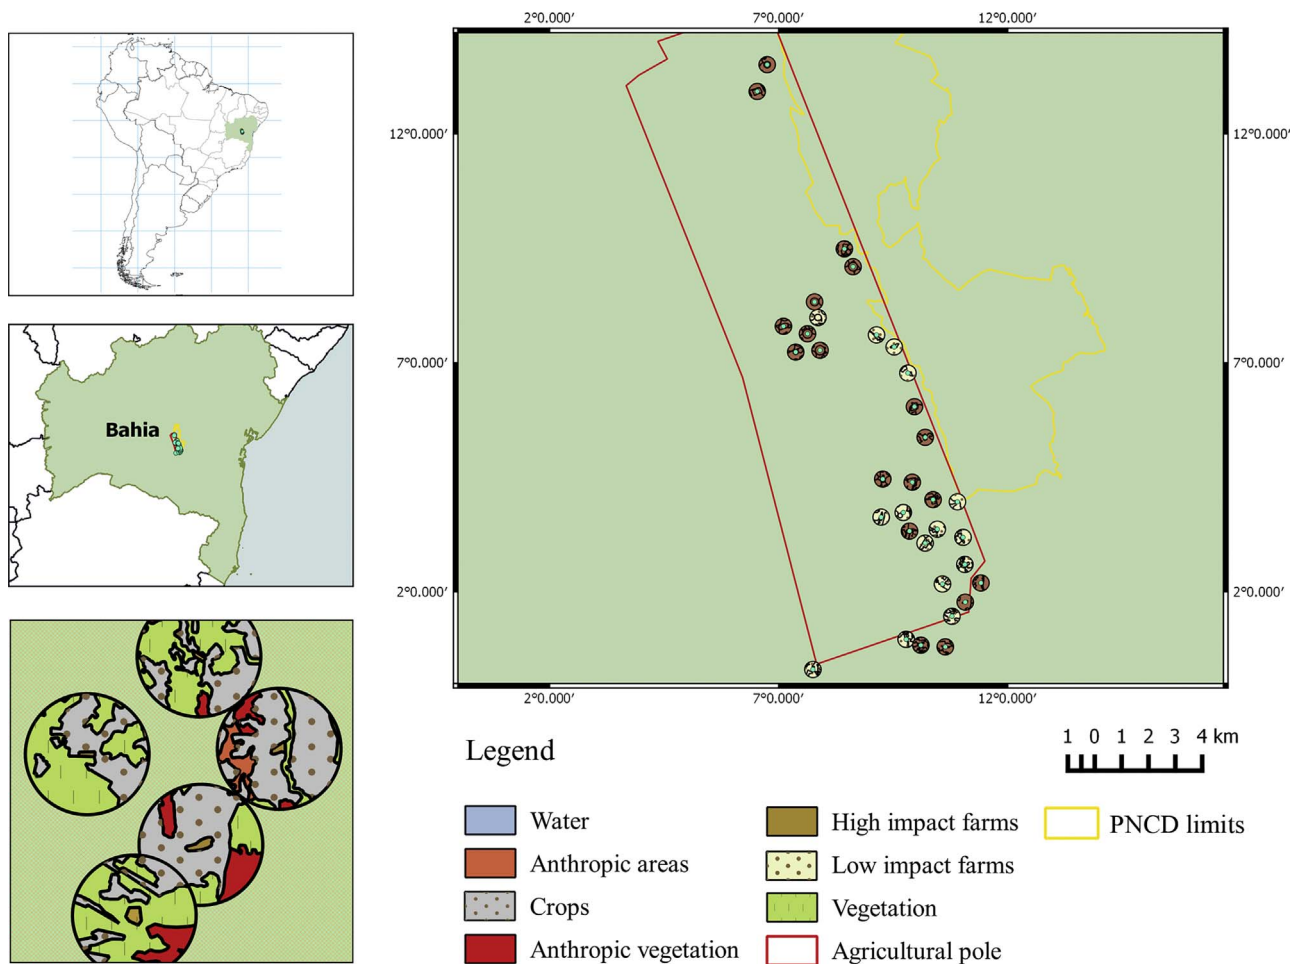 2°0.000′ 7°0.000′ 12°0.000′
12°0.000′ 12°0.000′
7°0.000′ 7°0.000′
Bahia
2°0.000′ 2°0.000′
2°0.000′ 7°0.000′ 12°0.000′
Legend
1 0 1 2 3 4 km
Water
High impact farms
PNCD limits
Anthropic areas
Low impact farms
Crops
Vegetation
Anthropic vegetation
Agricultural pole